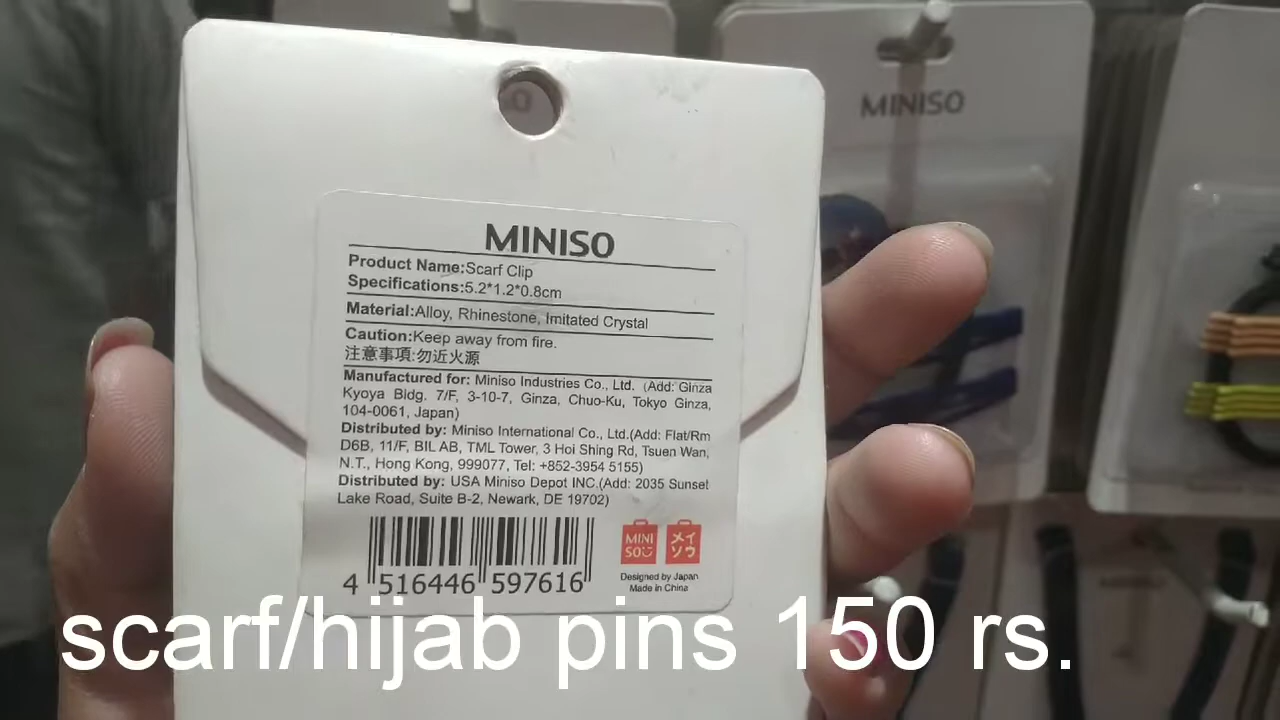 MINISO
MINISO
Product Name:Scarf Clip
Specifications:5.2*1.2*0.8cm
Material:Alloy, Rhinestone, Imitated Crystal
Caution:Keep away from fire.
注意事項:勿近火源
Manufactured for: Miniso Industries Co., Ltd. (Add: Ginza
Kyoya Bldg. 7/F, 3-10-7, Ginza, Chuo-Ku, Tokyo Ginza,
104-0061, Japan)
Distributed by: Miniso International Co., Ltd.(Add: Flat/Rm
D6B, 11/F, BIL AB, TML Tower, 3 Hoi Shing Rd, Tsuen Wan,
N.T., Hong Kong, 999077, Tel: +852-3954 5155)
Distributed by: USA Miniso Depot INC.(Add: 2035 Sunset
Lake Road, Suite B-2, Newark, DE 19702)
MINI
SO
メイ
ソウ
Designed by Japan
Made in China
4 516446 597616
scarf/hijab pins 150 rs.